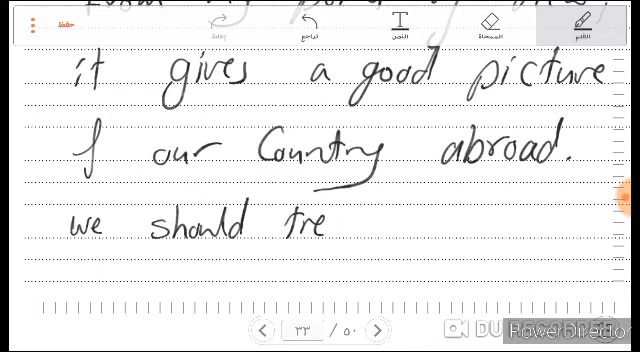 حفظ إعادة تراجع النص الممحاة القلم
it gives a good picture
of our Country abroad.
we should tre
٣٣ / ٥٠
PowerDirector